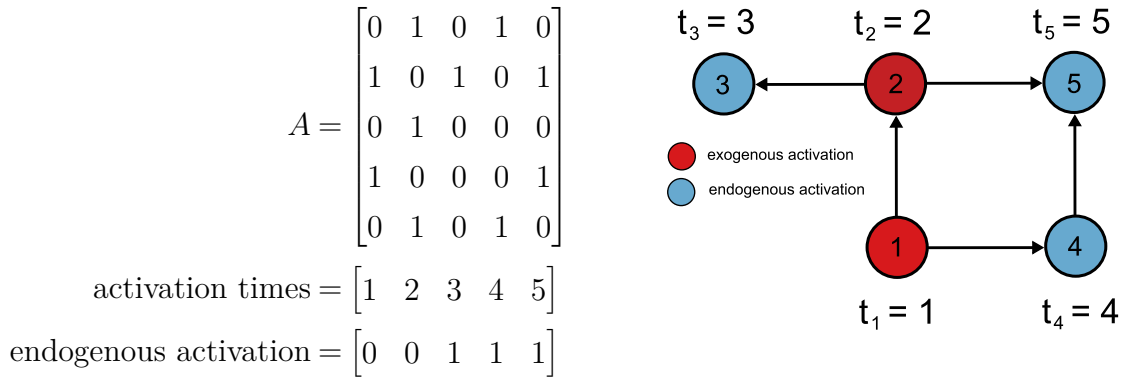 A =
0 1 0 1 0
1 0 1 0 1
0 1 0 0 0
1 0 0 0 1
0 1 0 1 0
activation times = [1 2 3 4 5]
endogenous activation = [0 0 1 1 1]
t₃ = 3
t₂ = 2
t₅ = 5
3
2
5
exogenous activation
endogenous activation
1
4
t₁ = 1
t₄ = 4